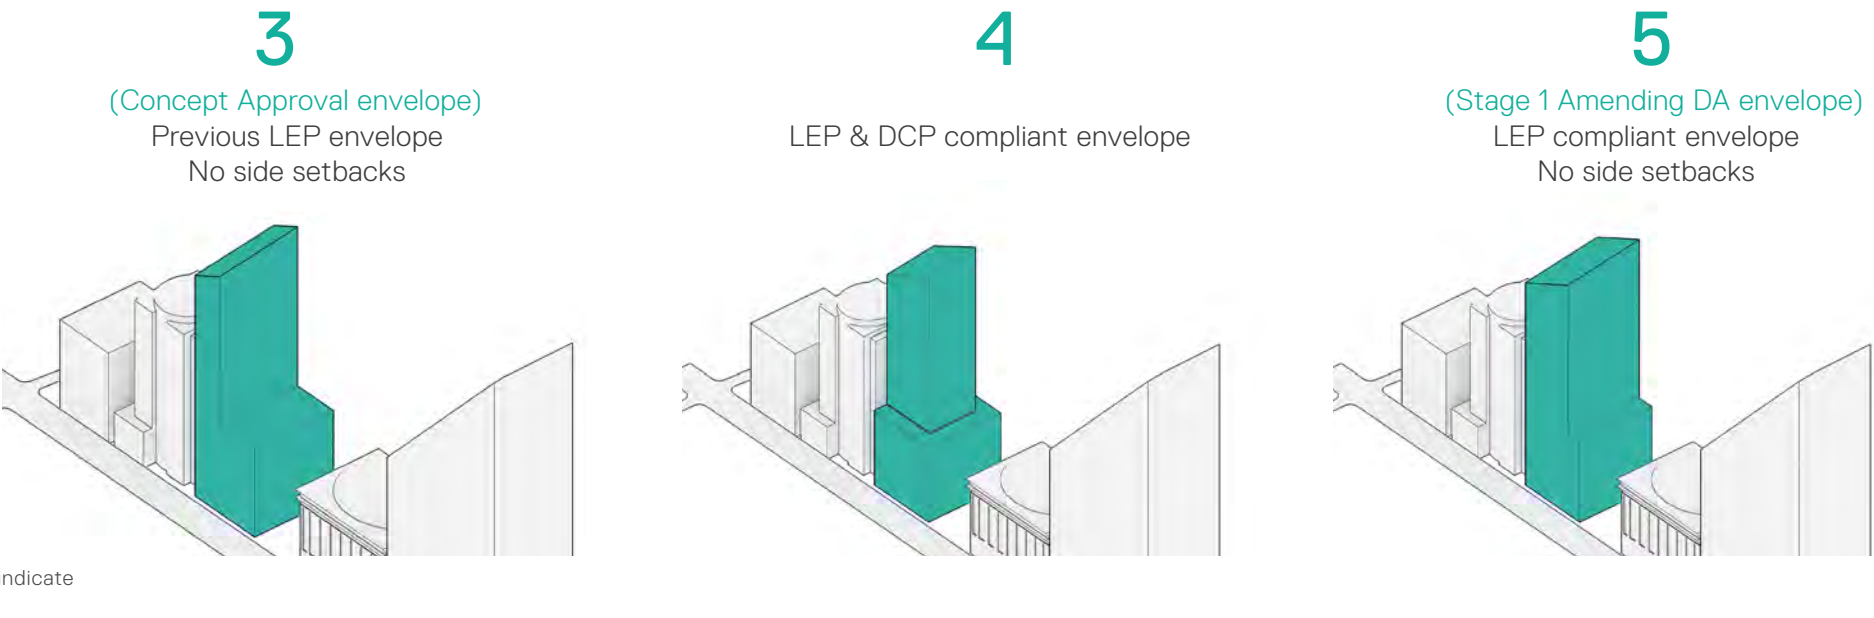 3
(Concept Approval envelope)
Previous LEP envelope
No side setbacks
4
LEP & DCP compliant envelope
5
(Stage 1 Amending DA envelope)
LEP compliant envelope
No side setbacks
ndicate